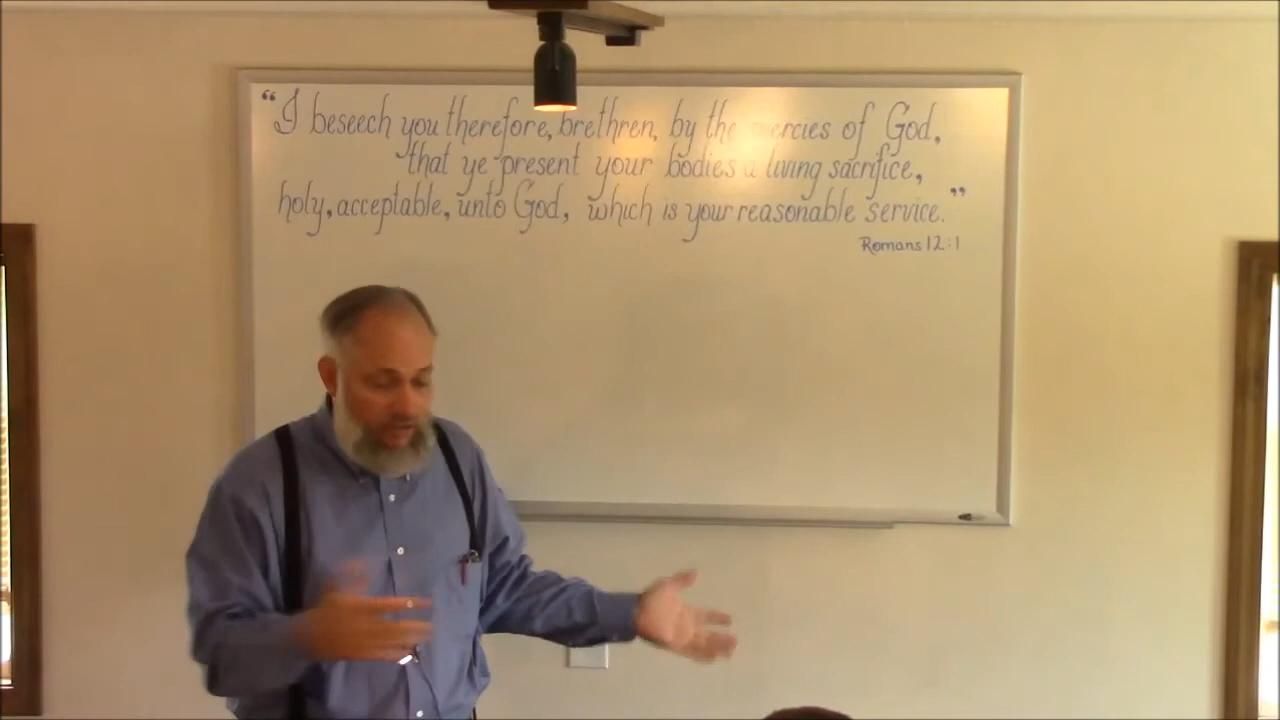 “I beseech you therefore, brethren, by the mercies of God,
that ye present your bodies a living sacrifice,
holy, acceptable, unto God, which is your reasonable service.”
Romans 12:1